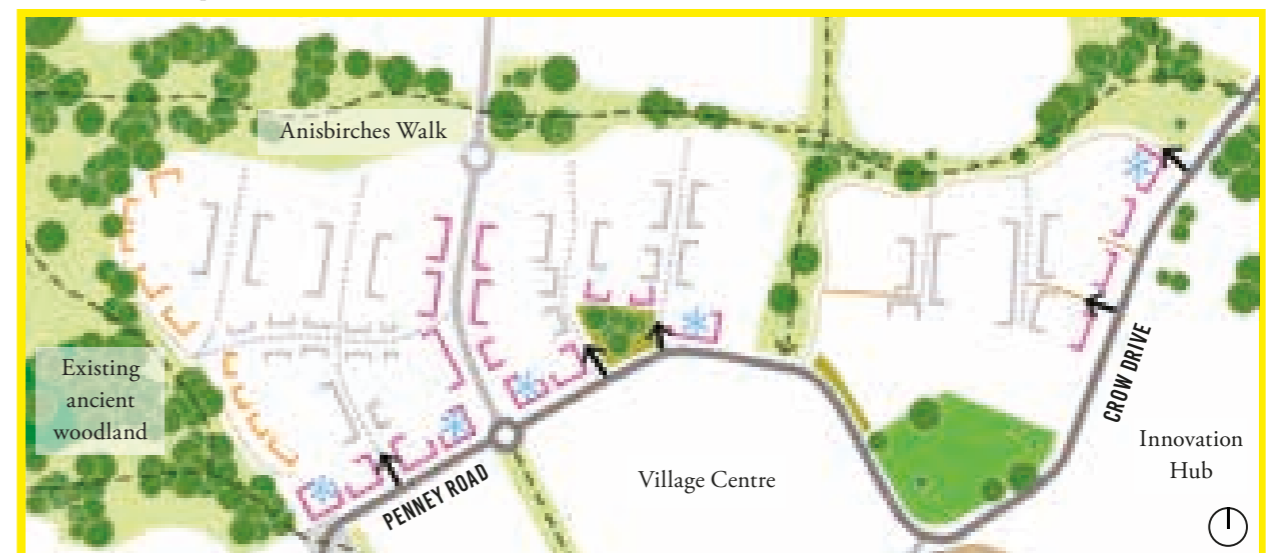 Anisbirches Walk
Existing
ancient
woodland
PENNEY ROAD
Village Centre
CROW DRIVE
Innovation
Hub